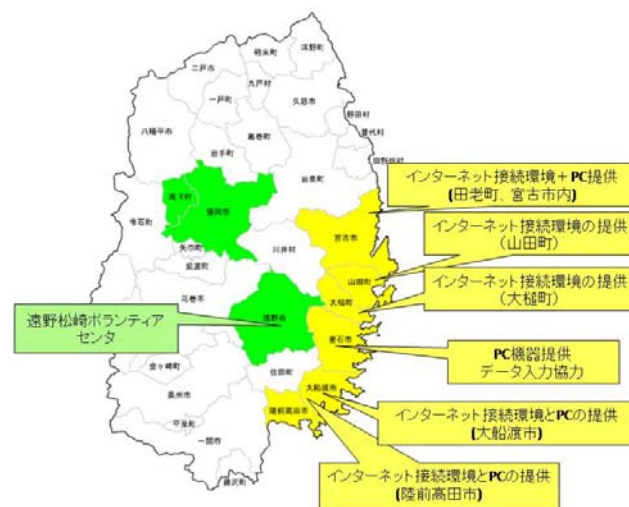 軽米町
洋野町
二戸市
九戸村
一戸町
久慈市
野田村
普代村
八幡平市
葛巻町
岩手町
田野畑村
岩泉町
滝沢村
盛岡市
雫石町
宮古市
川井村
矢巾町
紫波町
山田町
大槌町
花巻市
遠野市
釜石市
住田町
金ヶ崎町
大船渡市
奥州市
陸前高田市
平泉町
一関市
藤沢町
インターネット接続環境+PC提供
(田老町、宮古市内)
インターネット接続環境の提供
(山田町)
インターネット接続環境の提供
(大槌町)
遠野松崎ボランティア
センタ
PC機器提供
データ入力協力
インターネット接続環境とPCの提供
(大船渡市)
インターネット接続環境とPCの提供
(陸前高田市)